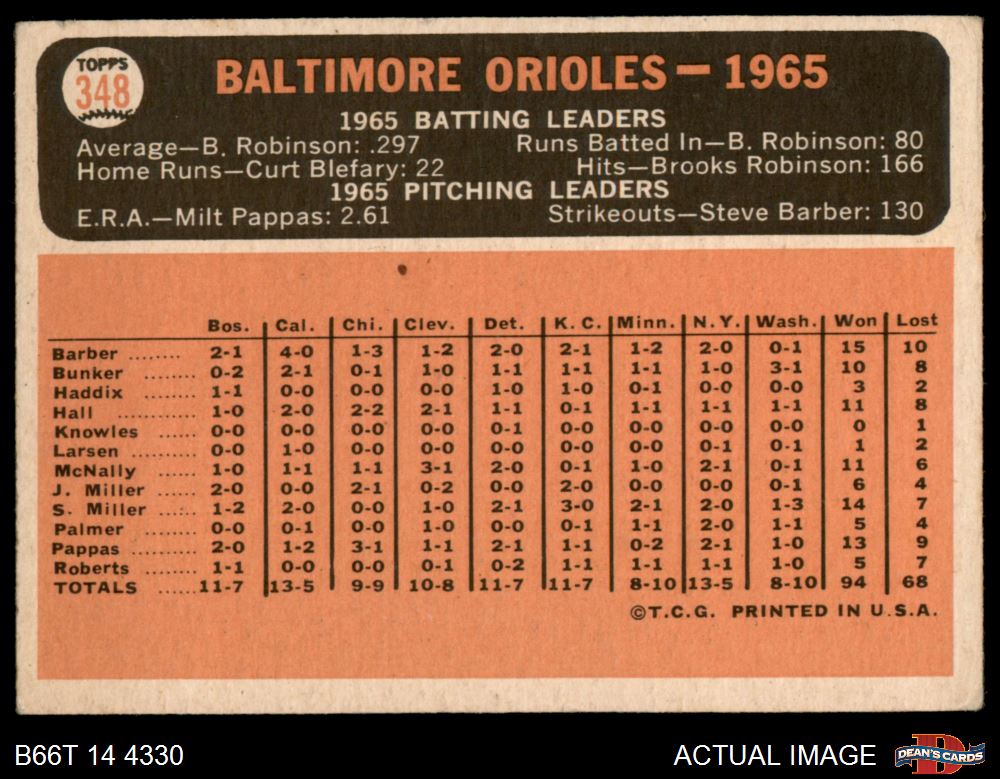 TOPPS
348
BALTIMORE ORIOLES — 1965
1965 BATTING LEADERS
Average—B. Robinson: .297 Runs Batted In—B. Robinson: 80
Home Runs—Curt Blefary: 22 Hits—Brooks Robinson: 166
1965 PITCHING LEADERS
E.R.A.—Milt Pappas: 2.61 Strikeouts—Steve Barber: 130
Bos. Cal. Chi. Clev. Det. K. C. Minn. N.Y. Wash. Won Lost
Barber ........ 2-1 4-0 1-3 1-2 2-0 2-1 1-2 2-0 0-1 15 10
Bunker ........ 0-2 2-1 0-1 1-0 1-1 1-1 1-1 1-0 3-1 10 8
Haddix ........ 1-1 0-0 0-0 0-0 1-0 1-0 0-1 0-0 0-0 3 2
Hall ............ 1-0 2-0 2-2 2-1 1-1 0-1 1-1 1-1 1-1 11 8
Knowles ...... 0-0 0-0 0-0 0-0 0-1 0-0 0-0 0-0 0-0 0 1
Larsen ......... 0-0 1-0 0-0 0-0 0-0 0-0 0-0 0-1 0-1 1 2
McNally ...... 1-0 1-1 1-1 3-1 2-0 0-1 1-0 2-1 0-1 11 6
J. Miller ...... 2-0 0-0 2-1 0-2 0-0 2-0 0-0 0-0 0-1 6 4
S. Miller ...... 1-2 2-0 0-0 1-0 2-1 3-0 2-1 2-0 1-3 14 7
Palmer ........ 0-0 0-1 0-0 1-0 0-0 0-1 1-1 2-0 1-1 5 4
Pappas ......... 2-0 1-2 3-1 1-1 2-1 1-1 0-2 2-1 1-0 13 9
Roberts ....... 1-1 0-0 0-0 0-1 0-2 1-1 1-1 1-1 1-0 5 7
TOTALS ...... 11-7 13-5 9-9 10-8 11-7 11-7 8-10 13-5 8-10 94 68
©T.C.G. PRINTED IN U.S.A.
B66T 14 4330 ACTUAL IMAGE
D
DEAN'S CARDS